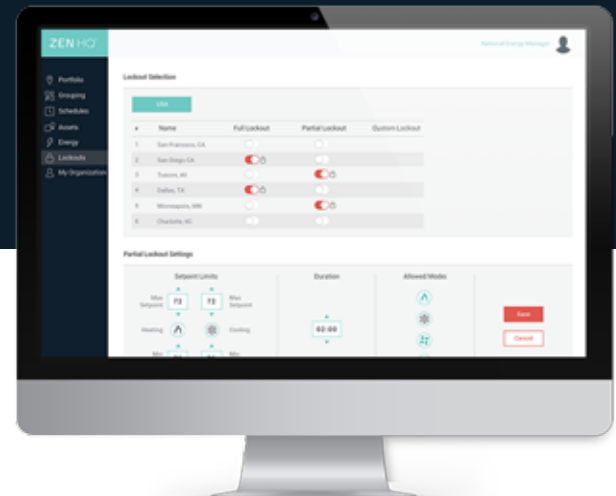 ZEN HQ
National Energy Manager
Portfolio
Grouping
Schedules
Assets
Energy
Lockouts
My Organization
Lockout Selection
USA
# Name Full Lockout Partial Lockout Custom Lockout
1 San Francisco, CA
2 San Diego, CA
3
4 Dallas, TX
5 Minneapolis, MN
6 Charlotte, NC
Partial Lockout Settings
Setpoint Limits Duration Allowed Modes
Max Setpoint 72 72 Max Setpoint
Heating Cooling
02:00
Min Min
Save
Cancel